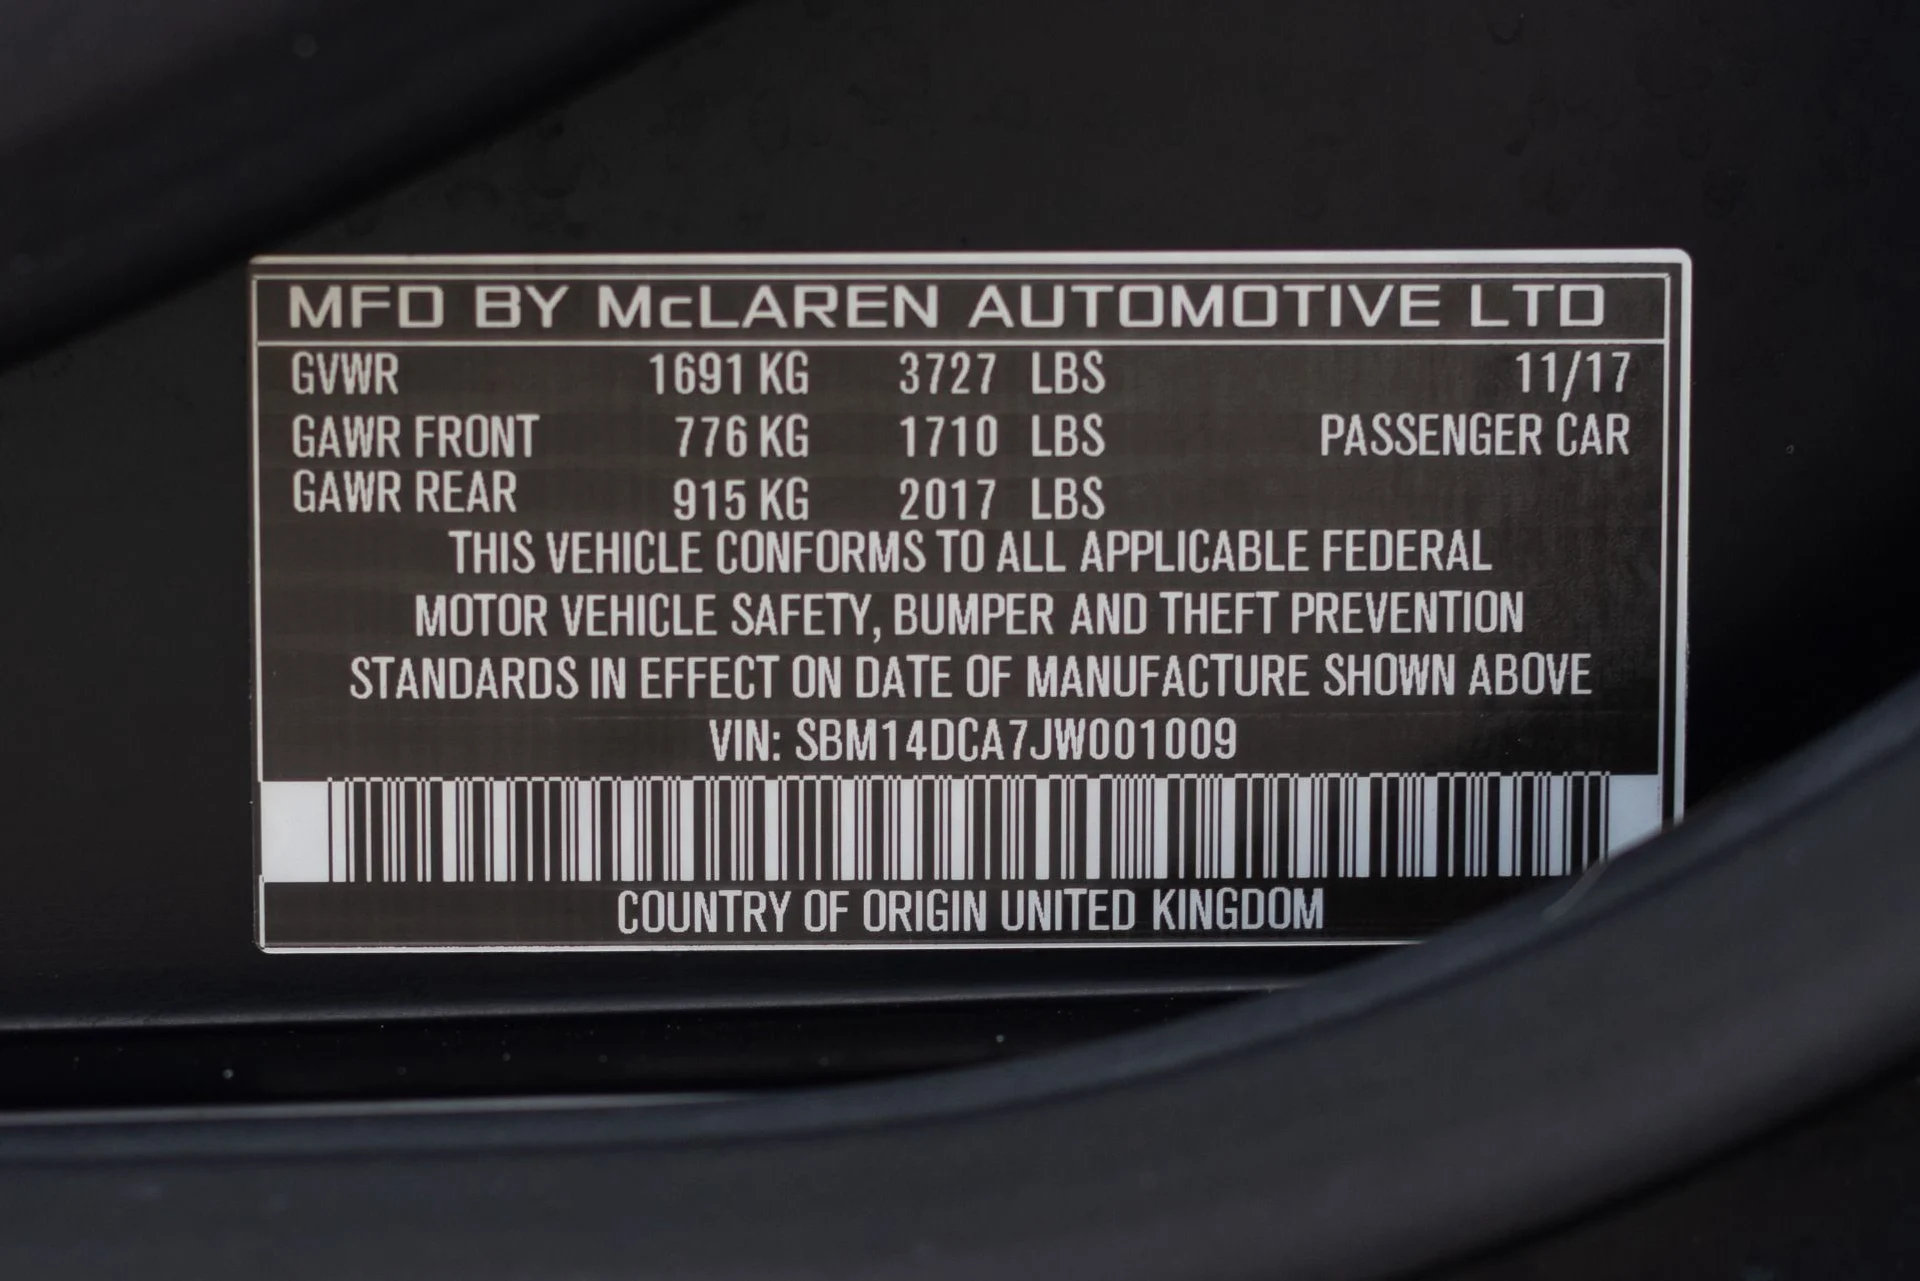 MFD BY McLAREN AUTOMOTIVE LTD
GVWR 1691 KG 3727 LBS 11/17
GAWR FRONT 776 KG 1710 LBS PASSENGER CAR
GAWR REAR 915 KG 2017 LBS
THIS VEHICLE CONFORMS TO ALL APPLICABLE FEDERAL
MOTOR VEHICLE SAFETY, BUMPER AND THEFT PREVENTION
STANDARDS IN EFFECT ON DATE OF MANUFACTURE SHOWN ABOVE
VIN: SBM14DCA7JW001009
COUNTRY OF ORIGIN UNITED KINGDOM